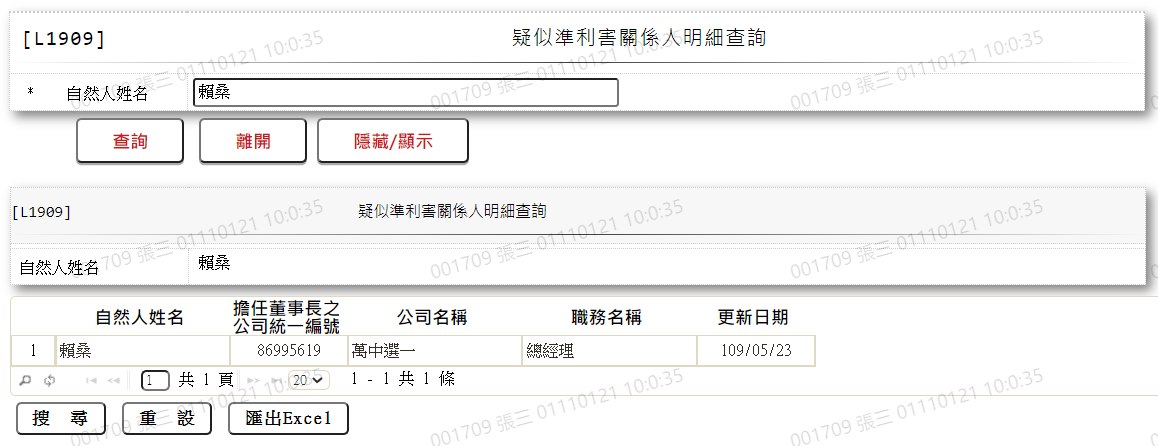 [L1909] 疑似準利害關係人明細查詢
* 自然人姓名 賴桑
查詢 離開 隱藏/顯示
[L1909] 疑似準利害關係人明細查詢
自然人姓名 賴桑
自然人姓名 擔任董事長之公司統一編號 公司名稱 職務名稱 更新日期
1 賴桑 86995619 萬中選一 總經理 109/05/23
1 共 1 頁 20 1 - 1 共 1 條
搜 尋 重 設 匯出Excel
001709 張三 01110121 10:0:35